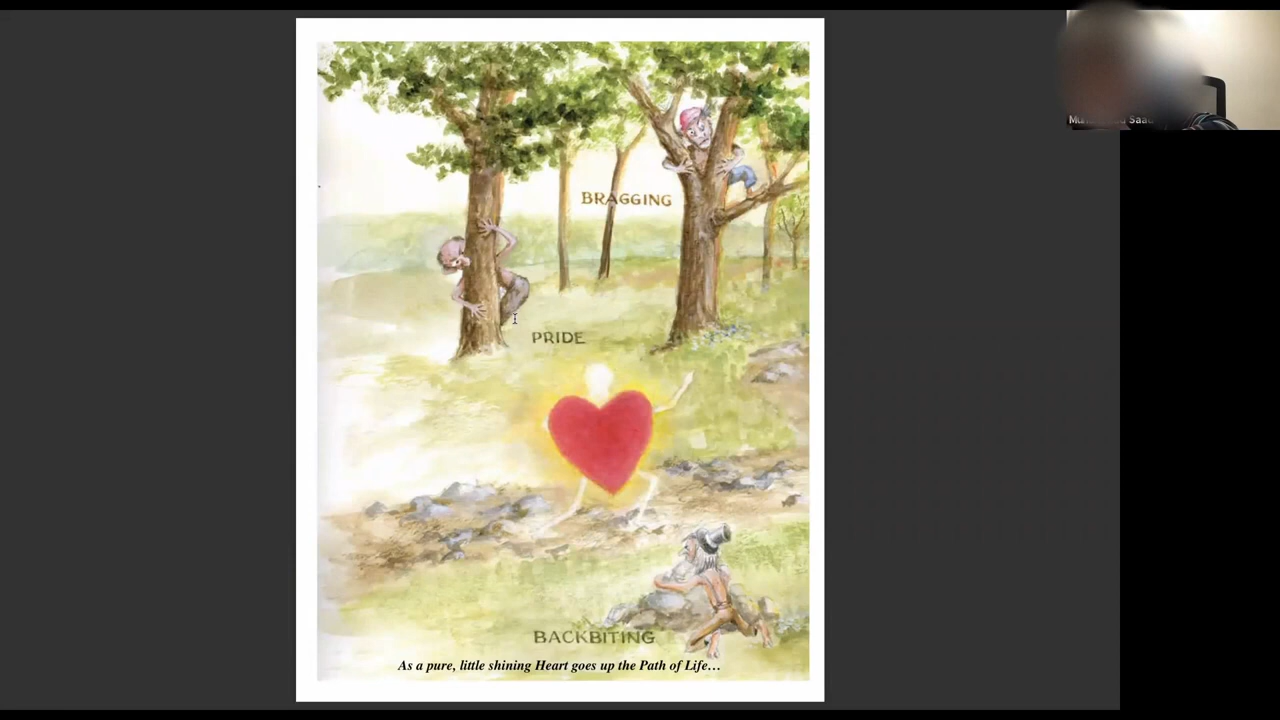 BRAGGING
PRIDE
BACKBITING
As a pure, little shining Heart goes up the Path of Life…